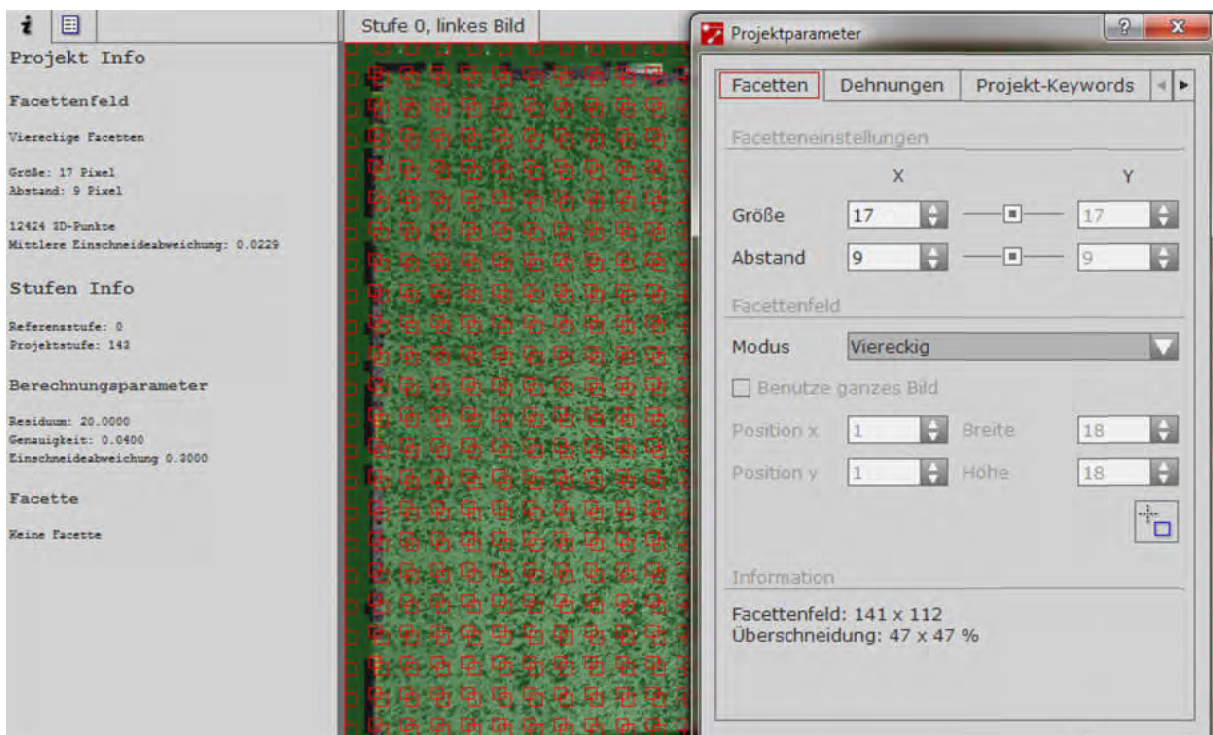 Projekt Info
Facettenfeld
Viereckige Facetten
Größe: 17 Pixel
Abstand: 9 Pixel
12424 3D-Punkte
Mittlere Einschneideabweichung: 0.0229
Stufen Info
Referenzstufe: 0
Projektstufe: 143
Berechnungsparameter
Residuum: 20.0000
Genauigkeit: 0.0400
Einschneideabweichung 0.3000
Facette
Keine Facette
Stufe 0, linkes Bild
Projektparameter
Facetten Dehnungen Projekt-Keywords
Facetteneinstellungen
X Y
Größe 17 17
Abstand 9 9
Facettenfeld
Modus Viereckig
Benutze ganzes Bild
Position x 1 Breite 18
Position y 1 Höhe 18
Information
Facettenfeld: 141 x 112
Überschneidung: 47 x 47 %